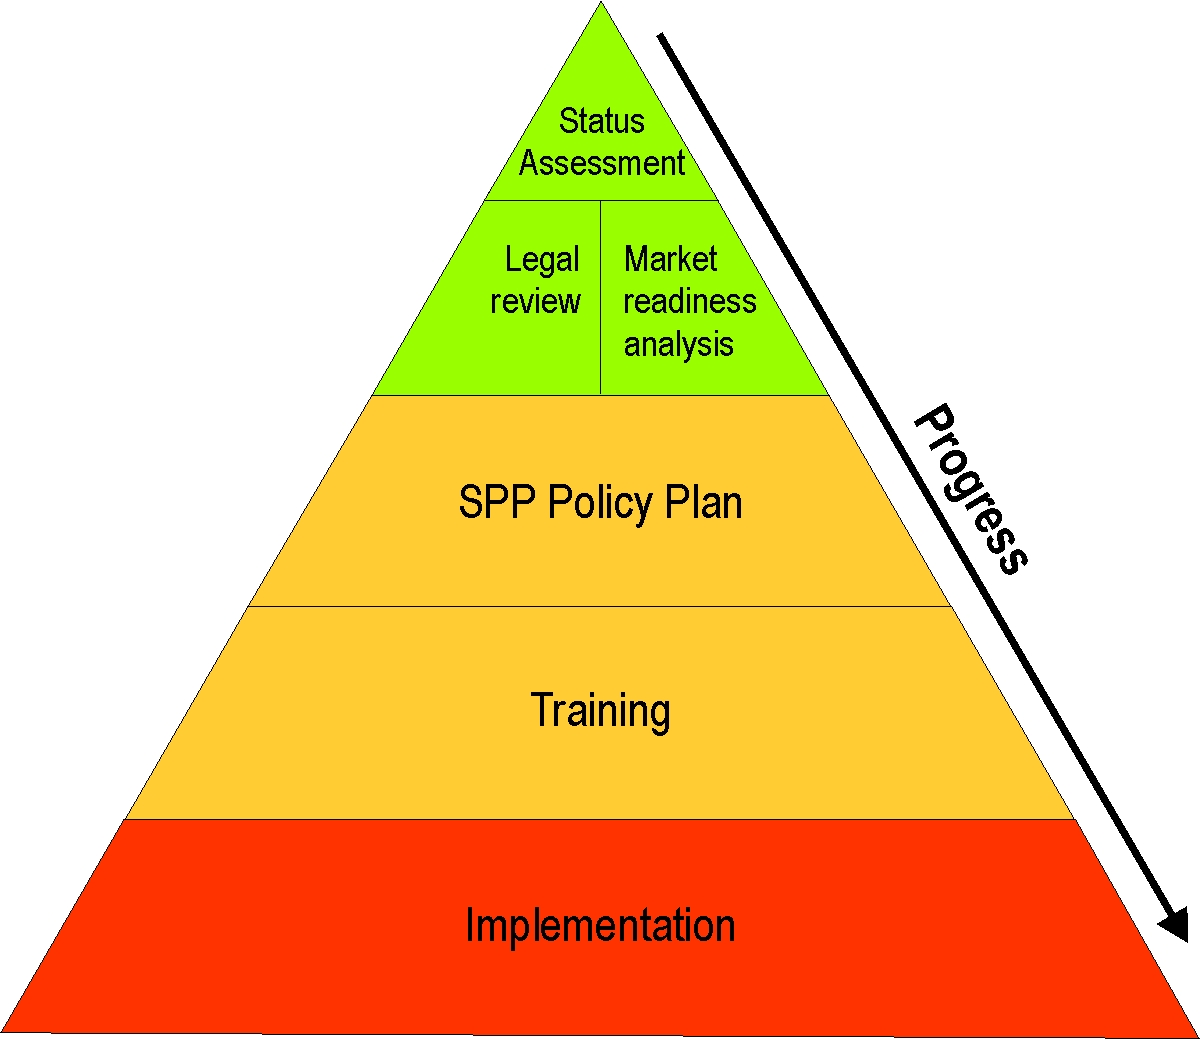 Status
Assessment
Legal
review
Market
readiness
analysis
SPP Policy Plan
Training
Implementation
Progress